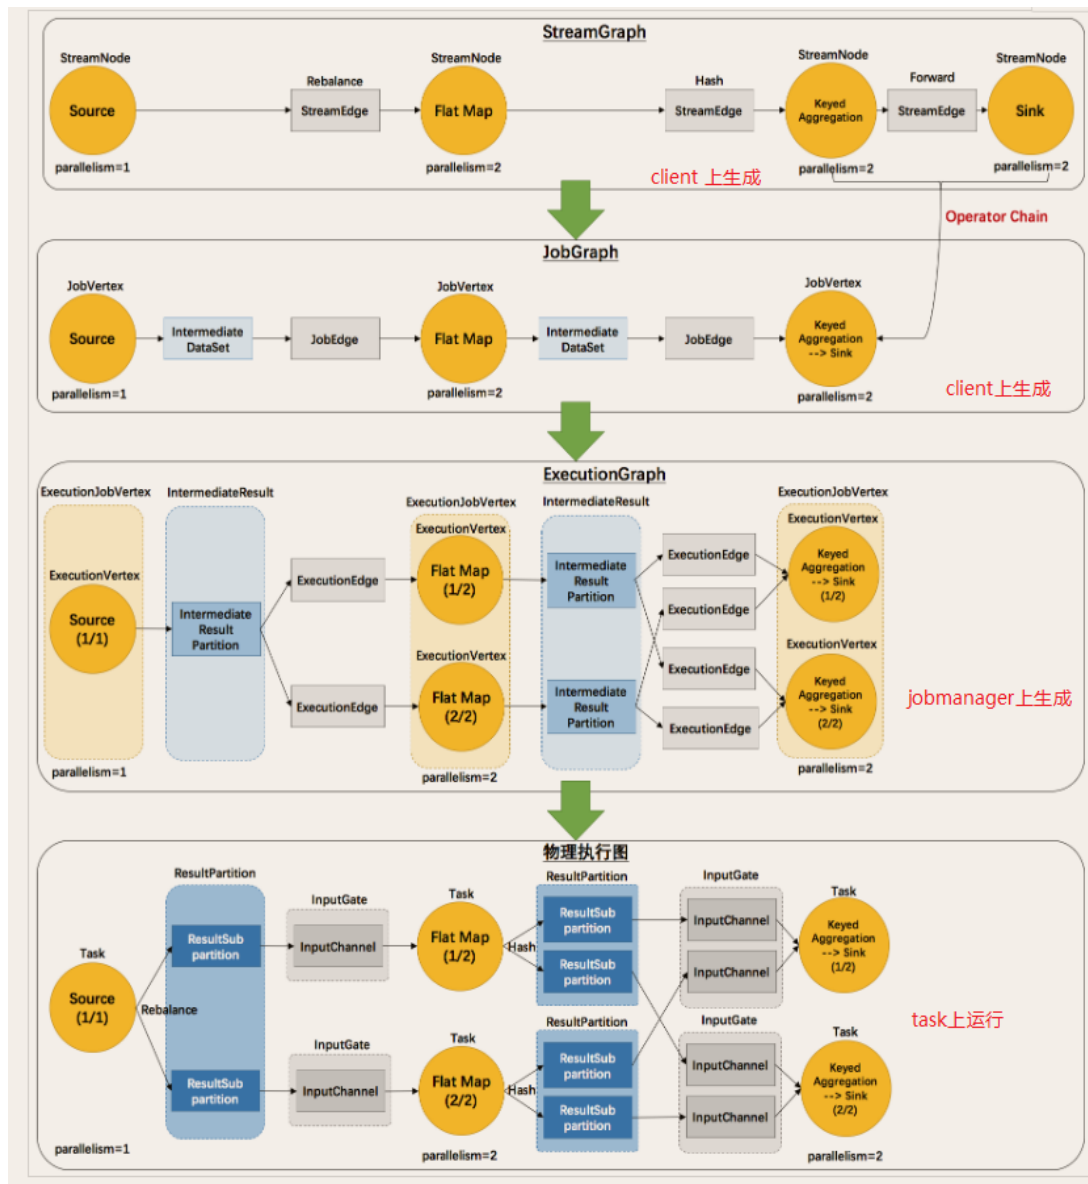 StreamGraph
StreamNode
Source
parallelism=1
Rebalance
StreamEdge
StreamNode
Flat Map
parallelism=2
Hash
StreamEdge
StreamNode
Keyed
Aggregation
parallelism=2
Forward
StreamEdge
StreamNode
Sink
parallelism=2
client 上生成
Operator Chain
JobGraph
JobVertex
Source
parallelism=1
Intermediate
DataSet
JobEdge
JobVertex
Flat Map
parallelism=2
Intermediate
DataSet
JobEdge
JobVertex
Keyed
Aggregation
--> Sink
parallelism=2
client上生成
ExecutionGraph
ExecutionJobVertex
ExecutionVertex
Source
(1/1)
parallelism=1
IntermediateResult
Intermediate
Result
Partition
ExecutionEdge
ExecutionEdge
ExecutionJobVertex
ExecutionVertex
Flat Map
(1/2)
ExecutionVertex
Flat Map
(2/2)
parallelism=2
IntermediateResult
Intermediate
Result
Partition
Intermediate
Result
Partition
ExecutionEdge
ExecutionEdge
ExecutionEdge
ExecutionEdge
ExecutionJobVertex
ExecutionVertex
Keyed
Aggregation
--> Sink
(1/2)
ExecutionVertex
Keyed
Aggregation
--> Sink
(2/2)
parallelism=2
jobmanager上生成
物理执行图
Task
Source
(1/1)
parallelism=1
Rebalance
ResultPartition
ResultSub
partition
ResultSub
partition
InputGate
InputChannel
InputGate
InputChannel
Task
Flat Map
(1/2)
Hash
Task
Flat Map
(2/2)
Hash
parallelism=2
ResultPartition
ResultSub
partition
ResultSub
partition
ResultPartition
ResultSub
partition
ResultSub
partition
InputGate
InputChannel
InputChannel
InputGate
InputChannel
InputChannel
Task
Keyed
Aggregation
--> Sink
(1/2)
Task
Keyed
Aggregation
--> Sink
(2/2)
parallelism=2
task上运行